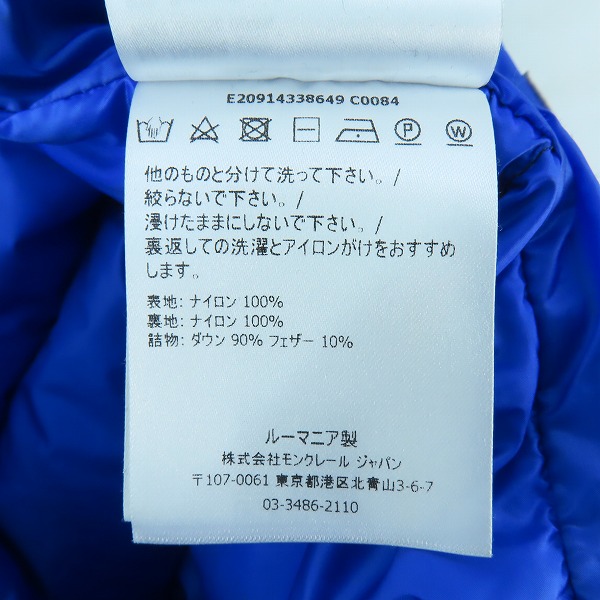 E20914338649 C0084
P W
他のものと分けて洗って下さい。/
絞らないで下さい。/
浸けたままにしないで下さい。/
裏返しての洗濯とアイロンがけをおすすめ
します。
表地: ナイロン 100%
裏地: ナイロン 100%
詰物: ダウン 90% フェザー 10%
ルーマニア製
株式会社モンクレール ジャパン
〒107-0061 東京都港区北青山3-6-7
03-3486-2110